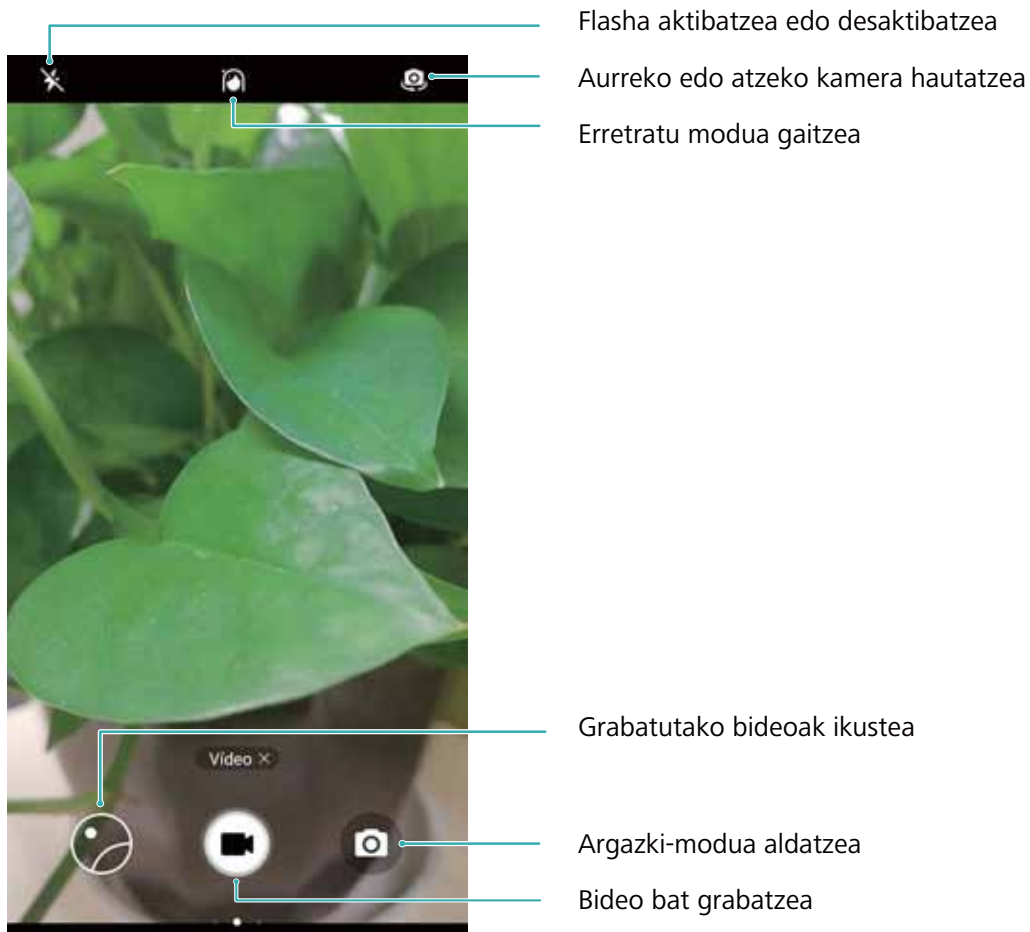 Flasha aktibatzea edo desaktibatzea
Aurreko edo atzeko kamera hautatzea
Erretratu modua gaitzea
Grabatutako bideoak ikustea
Vídeo ×
Argazki-modua aldatzea
Bideo bat grabatzea